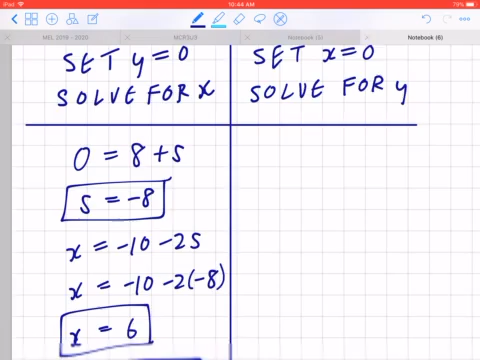 iPad
10:44 AM
79%
MEL 2019 - 2020
MCR3U9
Notebook (5)
Notebook (6)
SET y=0
SOLVE FOR x
SET x=0
SOLVE FOR y
0 = 8 + s
s = -8
x = -10 - 2s
x = -10 - 2(-8)
x = 6